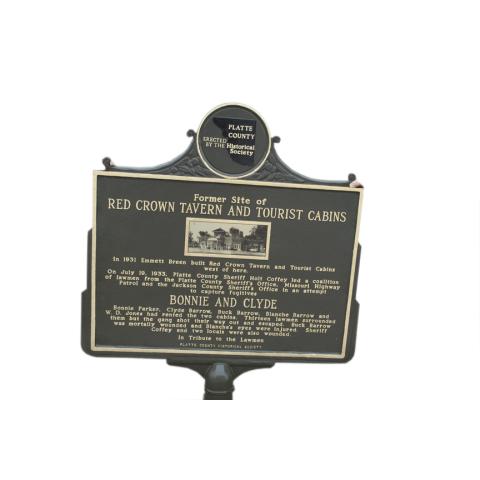 PLATTE
COUNTY
ERECTED
BY THE Historical
Society
Former Site of
RED CROWN TAVERN AND TOURIST CABINS
In 1931 Emmett Breen built Red Crown Tavern and Tourist Cabins
west of here.
On July 19, 1933, Platte County Sheriff Holt Coffey led a coalition
of lawmen from the Platte County Sheriff's Office, Missouri Highway
Patrol and the Jackson County Sheriff's Office in an attempt
to capture fugitives
BONNIE AND CLYDE
Bonnie Parker, Clyde Barrow, Buck Barrow, Blanche Barrow and
W. D. Jones had rented the two cabins. Thirteen lawmen surrounded
them but the gang shot their way out and escaped. Buck Barrow
was mortally wounded and Blanche's eyes were injured. Sheriff
Coffey and two locals were also wounded.
In Tribute to the Lawmen
PLATTE COUNTY HISTORICAL SOCIETY